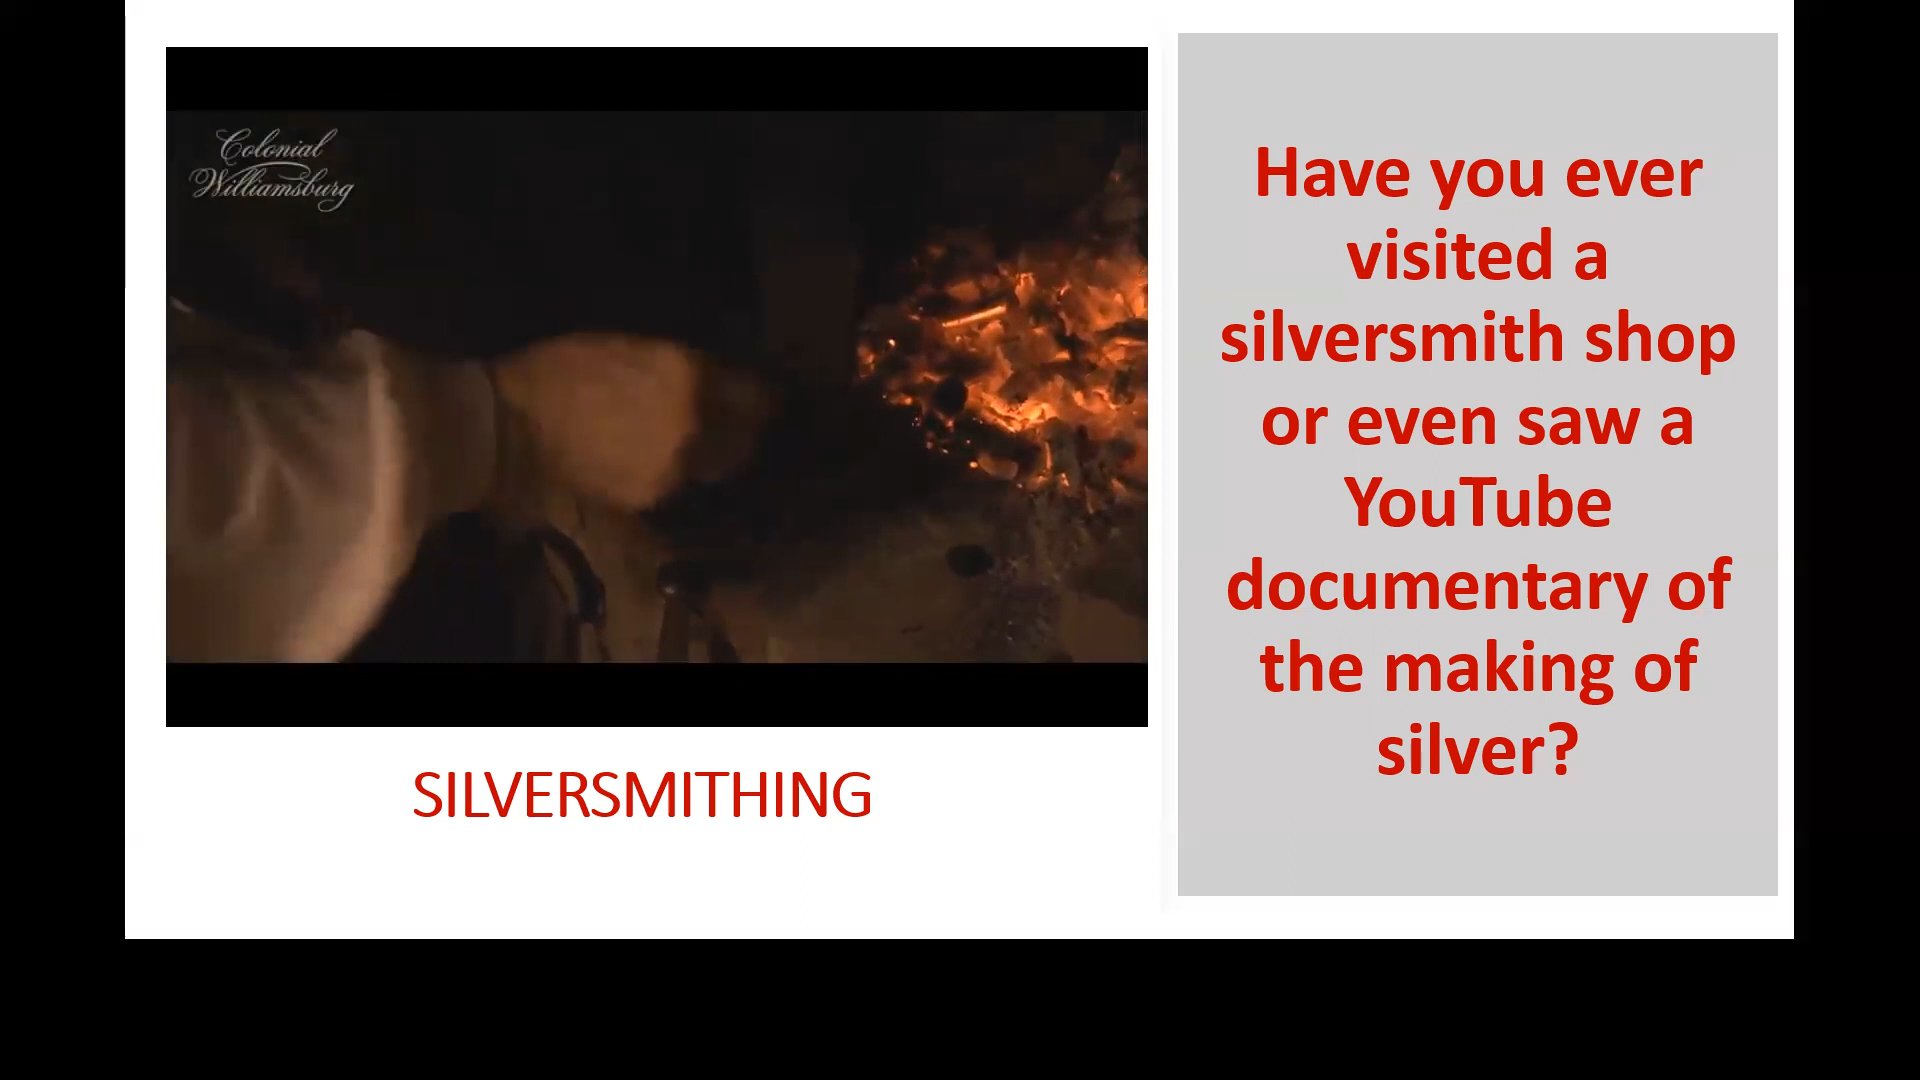 Colonial
Williamsburg
SILVERSMITHING
Have you ever
visited a
silversmith shop
or even saw a
YouTube
documentary of
the making of
silver?